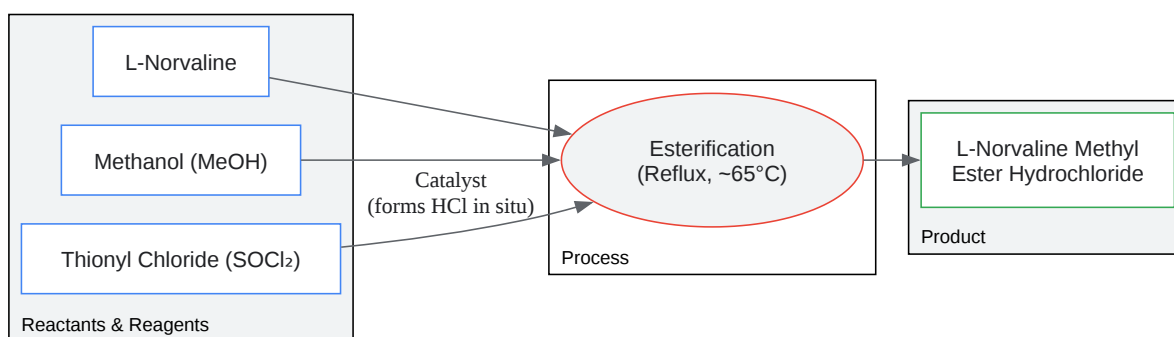 L-Norvaline
Methanol (MeOH)
Thionyl Chloride (SOCl₂)
Reactants & Reagents
Catalyst
(forms HCl in situ)
Esterification
(Reflux, ~65°C)
Process
L-Norvaline Methyl
Ester Hydrochloride
Product